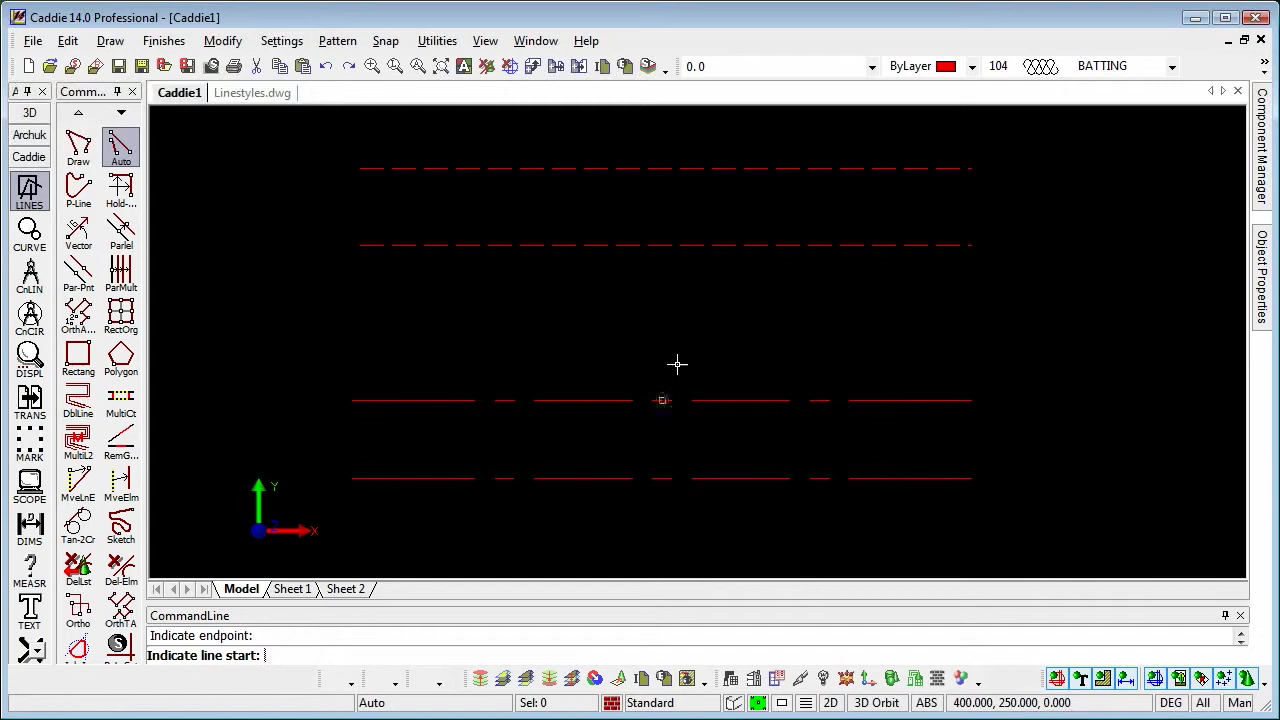 Caddie 14.0 Professional - [Caddie1]
File Edit Draw Finishes Modify Settings Pattern Snap Utilities View Window Help
0.0 ByLayer 104 BATTING
A Comm...
Caddie1 Linestyles.dwg
3D
Archuk
Caddie
LINES
CURVE
CnLIN
CnCIR
DISPL
TRANS
MARK
SCOPE
DIMS
MEASR
TEXT
Draw Auto
P-Line Hold-...
Vector Parlel
Par-Pnt ParMult
OrthA... RectOrg
Rectang Polygon
DblLine MultiCt
MultiL2 RemG...
MveLnE MveElm
Tan-2Cr Sketch
DelLst Del-Elm
Ortho OrthTA
Y
Z X
Component Manager
Object Properties
Model Sheet 1 Sheet 2
CommandLine
Indicate endpoint:
Indicate line start:
Auto Sel: 0 Standard 2D 3D Orbit ABS 400.000, 250.000, 0.000 DEG All Man